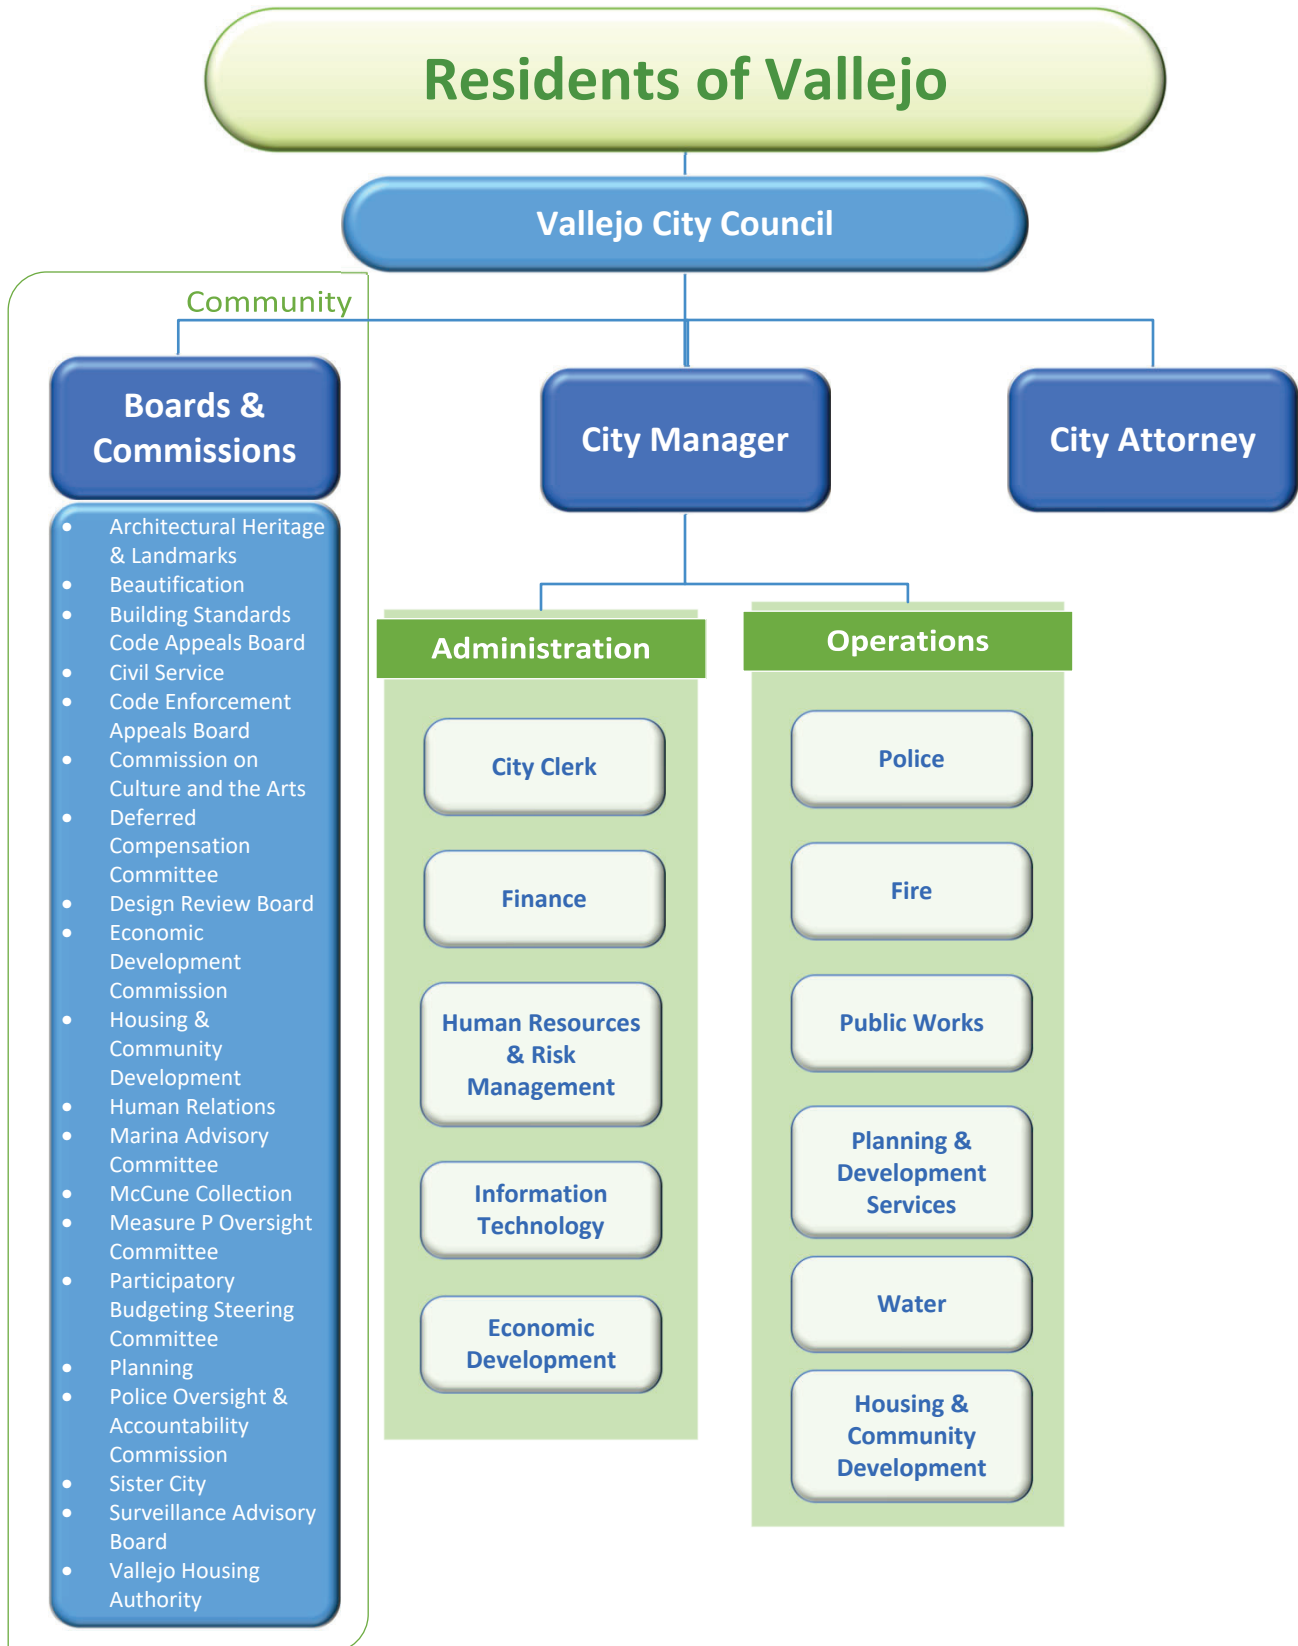 Residents of Vallejo
Vallejo City Council
Community
Boards &
Commissions
City Manager
City Attorney
• Architectural Heritage
& Landmarks
• Beautification
• Building Standards
Code Appeals Board
• Civil Service
• Code Enforcement
Appeals Board
• Commission on
Culture and the Arts
• Deferred
Compensation
Committee
• Design Review Board
• Economic
Development
Commission
• Housing &
Community
Development
• Human Relations
• Marina Advisory
Committee
• McCune Collection
• Measure P Oversight
Committee
• Participatory
Budgeting Steering
Committee
• Planning
• Police Oversight &
Accountability
Commission
• Sister City
• Surveillance Advisory
Board
• Vallejo Housing
Authority
Administration
City Clerk
Finance
Human Resources
& Risk
Management
Information
Technology
Economic
Development
Operations
Police
Fire
Public Works
Planning &
Development
Services
Water
Housing &
Community
Development